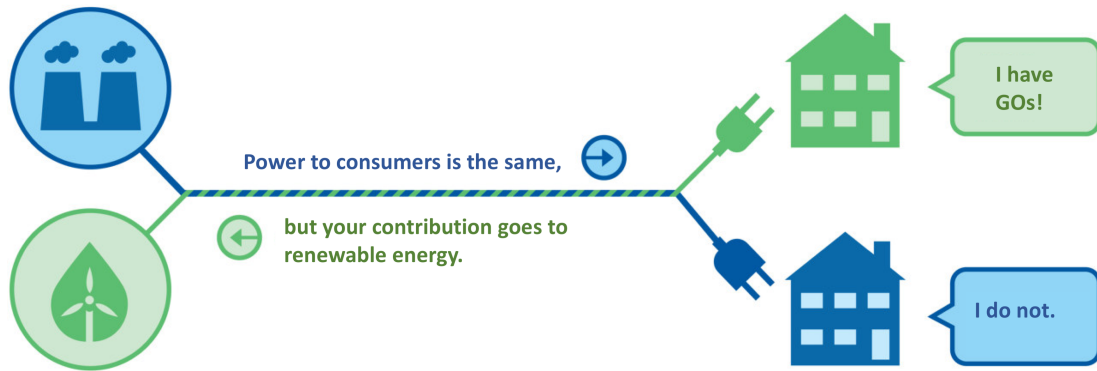 I have
GOs!
Power to consumers is the same,
but your contribution goes to
renewable energy.
I do not.